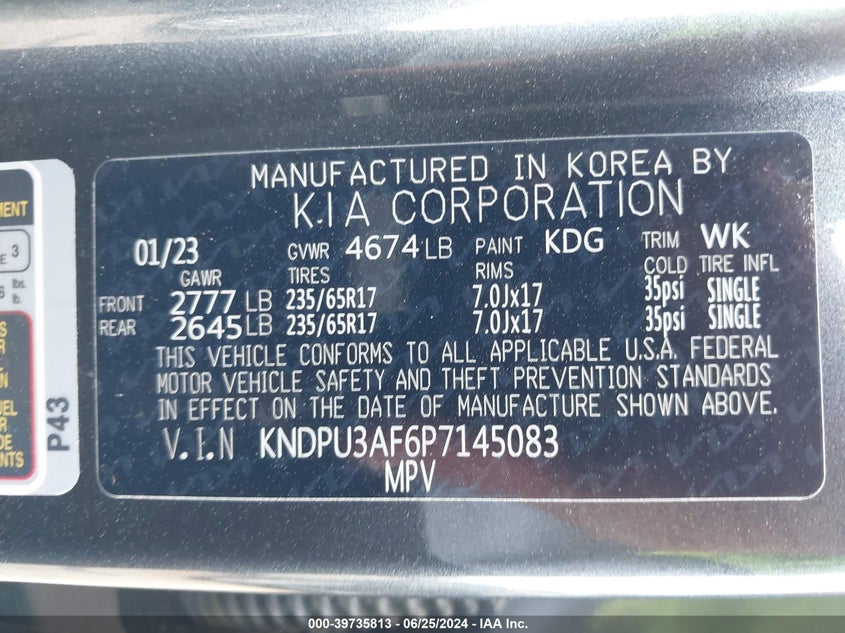 MANUFACTURED IN KOREA BY
KIA CORPORATION
01/23 GVWR 4674 LB PAINT KDG TRIM WK
GAWR TIRES RIMS COLD TIRE INFL
FRONT 2777 LB 235/65R17 7.0Jx17 35psi SINGLE
REAR 2645 LB 235/65R17 7.0Jx17 35psi SINGLE
THIS VEHICLE CONFORMS TO ALL APPLICABLE U.S.A. FEDERAL
MOTOR VEHICLE SAFETY AND THEFT PREVENTION STANDARDS
IN EFFECT ON THE DATE OF MANUFACTURE SHOWN ABOVE.
V.I.N KNDPU3AF6P7145083
MPV
3
lbs.
lb.
P43
000-39735813 - 06/25/2024 - IAA Inc.